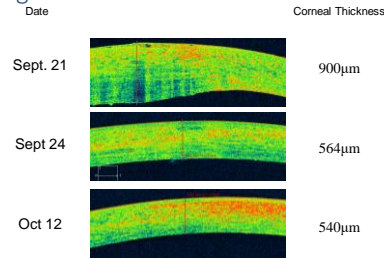 Date Corneal Thickness
Sept. 21 900μm
Sept 24 564μm
Oct 12 540μm